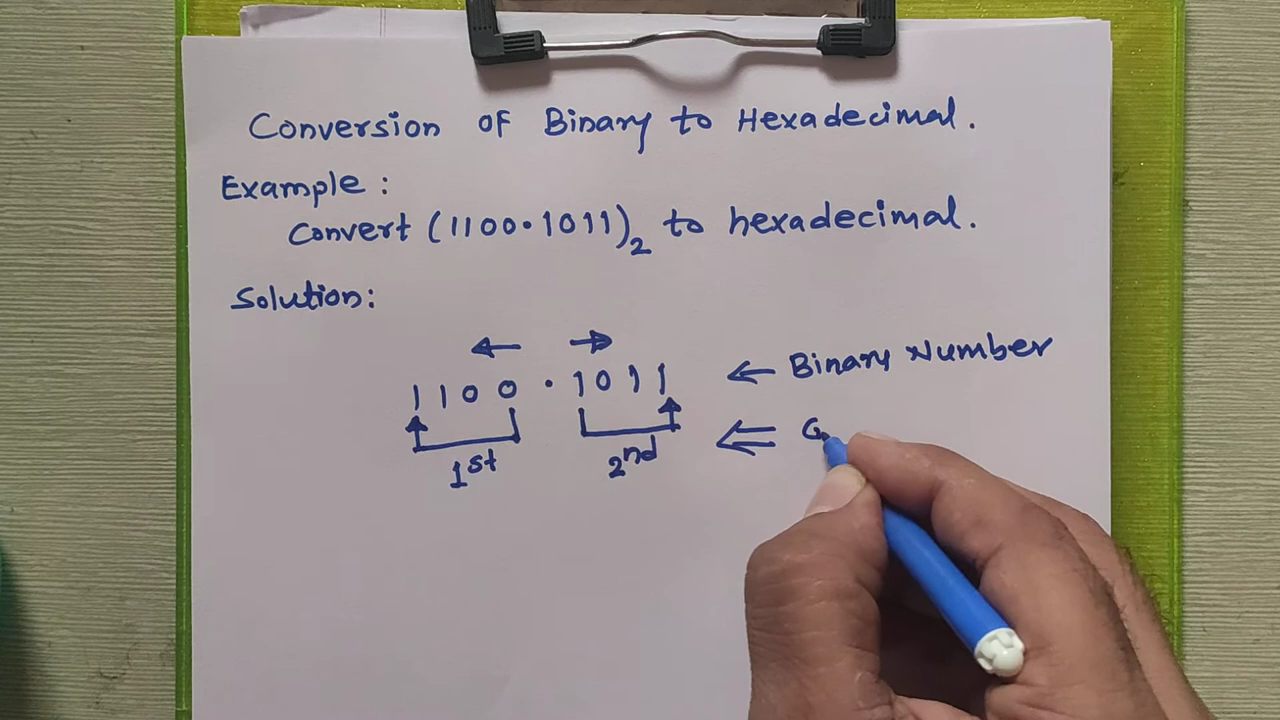 Conversion of Binary to Hexadecimal.
Example :
Convert (1100.1011)2 to hexadecimal.
Solution:
← →
1100.1011 ← Binary Number
1st 2nd ⇐ G